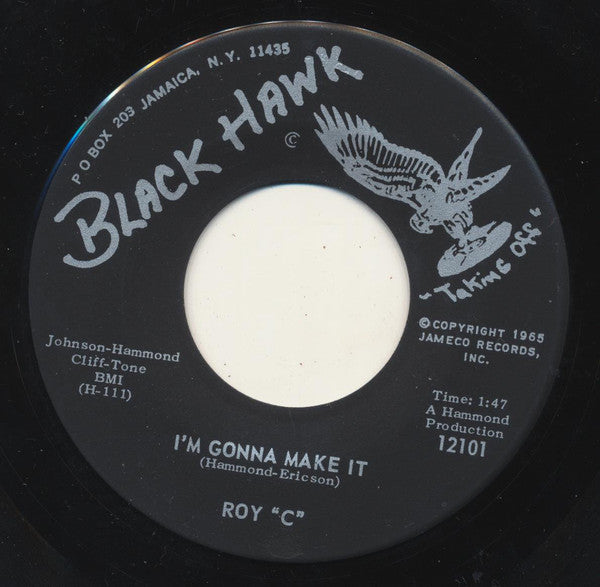 P O BOX 203 JAMAICA, N. Y. 11435
BLACK HAWK
©
"Taking Off"
© COPYRIGHT 1965
JAMECO RECORDS,
INC.
Johnson-Hammond
Cliff-Tone
BMI
(H-111)
Time: 1:47
A Hammond
Production
12101
I'M GONNA MAKE IT
(Hammond-Ericson)
ROY "C"